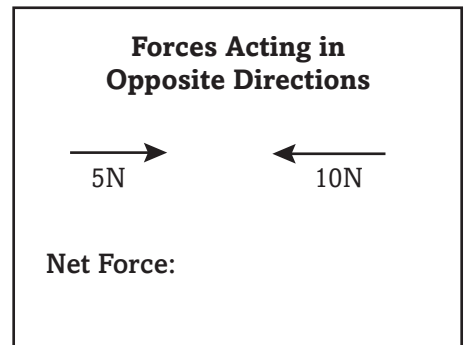 Forces Acting in
Opposite Directions
5N 10N
Net Force: